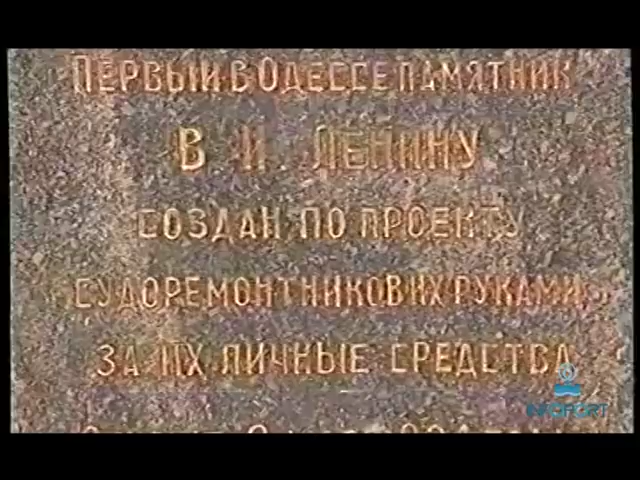 ПЕРВЫЙ В ОДЕССЕ ПАМЯТНИК
В И. ЛЕНИНУ
СОЗДАН ПО ПРОЕКТУ
СУДОРЕМОНТНИКОВ ИХ РУКАМИ
ЗА ИХ ЛИЧНЫЕ СРЕДСТВА
INFOPORT